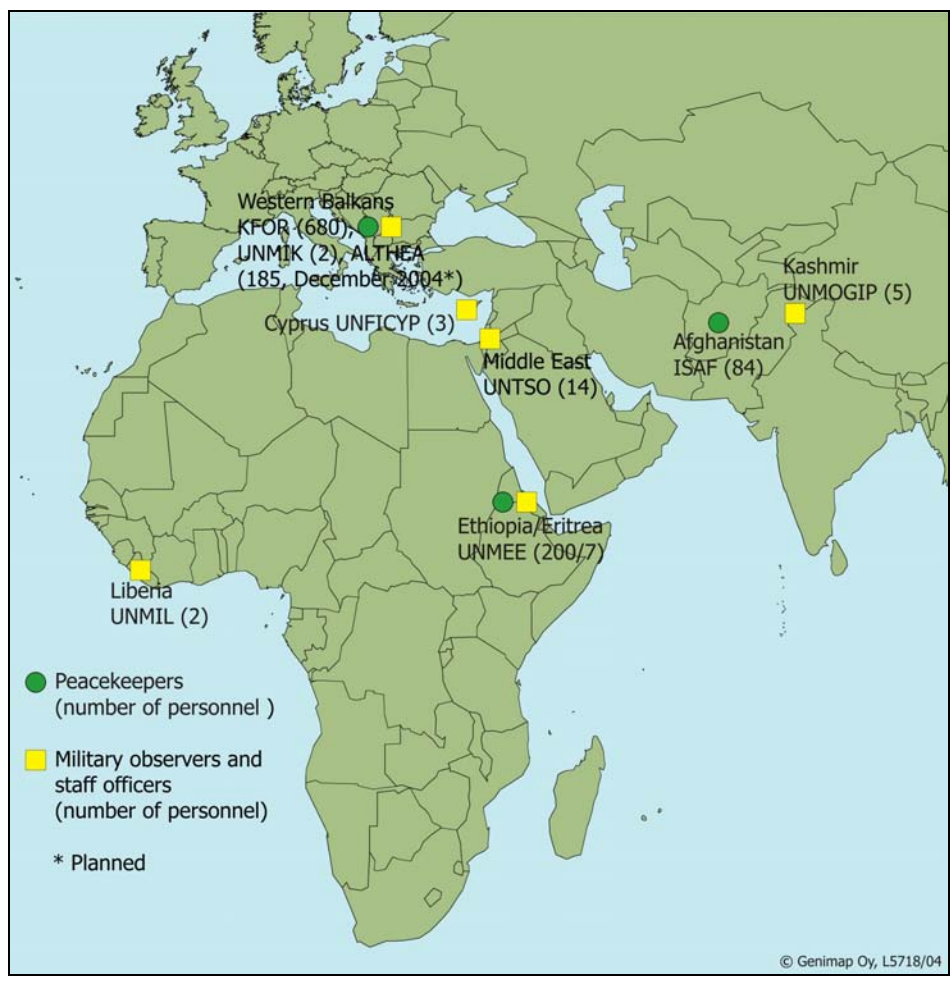 Western Balkans
KFOR (680),
UNMIK (2), ALTHEA
(185, December 2004*)
Kashmir
UNMOGIP (5)
Cyprus UNFICYP (3)
Afghanistan
ISAF (84)
Middle East
UNTSO (14)
Ethiopia/Eritrea
UNMEE (200/7)
Liberia
UNMIL (2)
Peacekeepers
(number of personnel )
Military observers and
staff officers
(number of personnel)
* Planned
© Genimap Oy, L5718/04